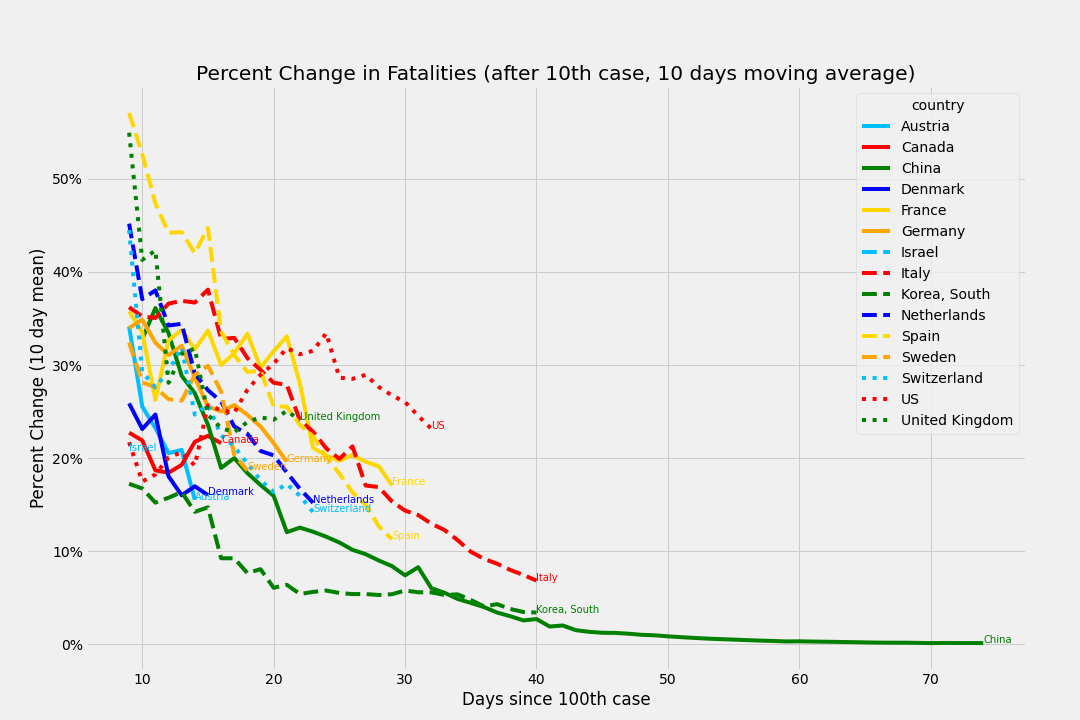 Percent Change in Fatalities (after 10th case, 10 days moving average)
country
Austria
Canada
China
Denmark
France
Germany
Israel
Italy
Korea, South
Netherlands
Spain
Sweden
Switzerland
US
United Kingdom
Percent Change (10 day mean)
50%
40%
30%
20%
10%
0%
United Kingdom
US
Canada
Israel
Germany
Sweden
France
Denmark
Austria
Netherlands
Switzerland
Spain
Italy
Korea, South
China
10 20 30 40 50 60 70
Days since 100th case